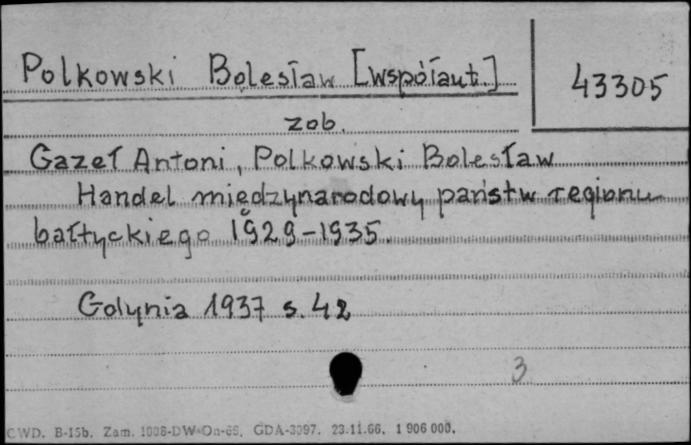 Polkowski Bolesław [współaut.]
43305
zob.
Gazeł Antoni, Polkowski Bolesław
Handel międzynarodowy państw regionu
bałtyckiego 1929-1935.
Golynia 1937 s. 42
3
CWD. B-15b. Zam. 1008-DW-On-66. GDA-3097. 23.11.66. 1 906 000.